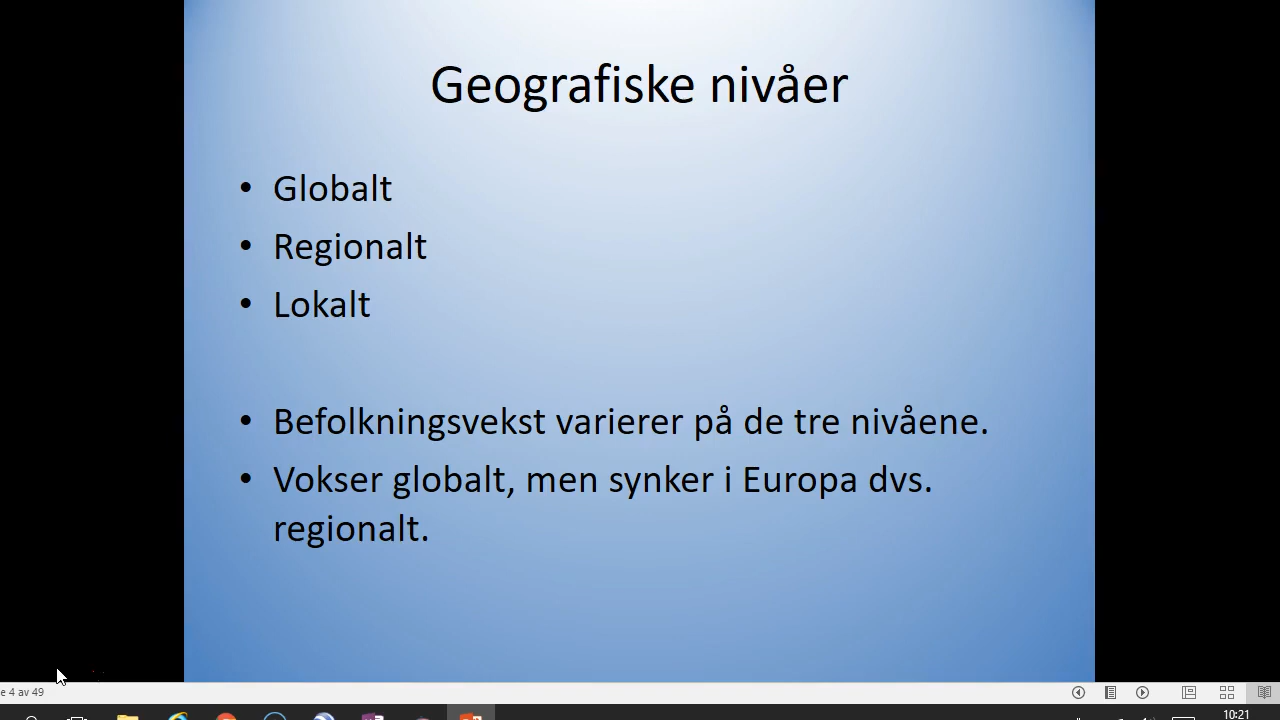 Geografiske nivåer
• Globalt
• Regionalt
• Lokalt
• Befolkningsvekst varierer på de tre nivåene.
• Vokser globalt, men synker i Europa dvs.
regionalt.
e 4 av 49
10:21